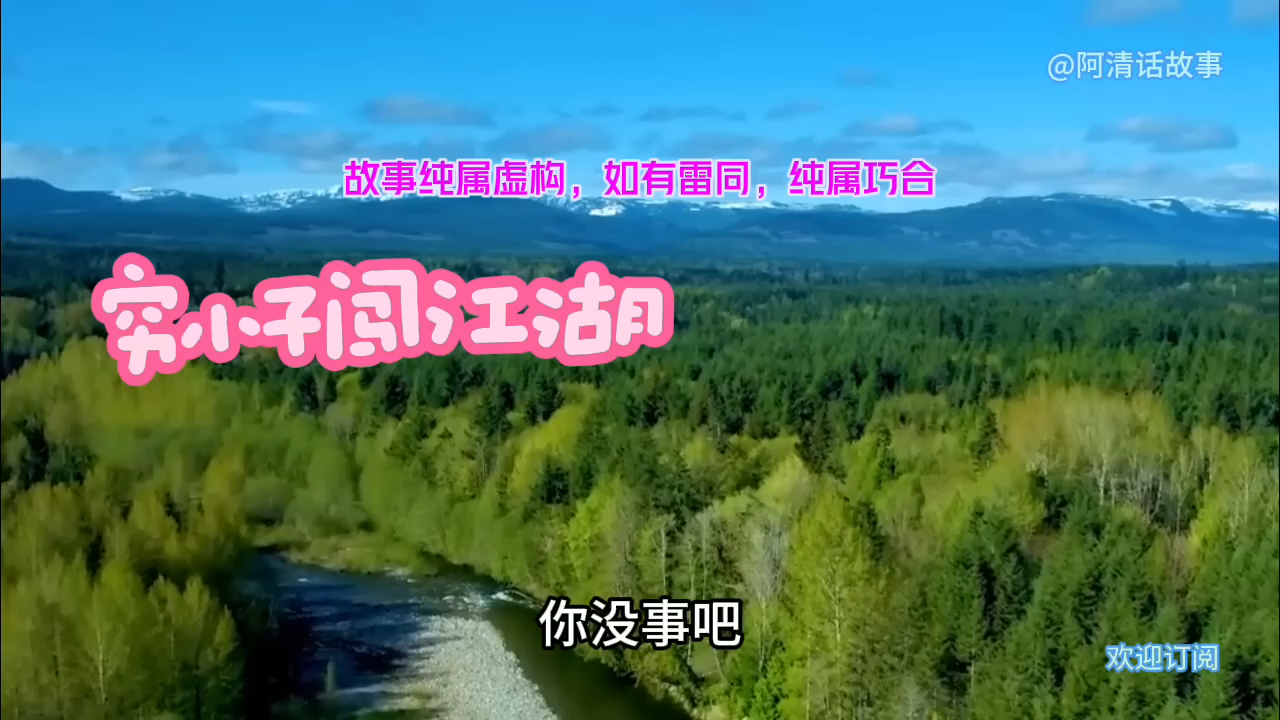 @阿清话故事
故事纯属虚构，如有雷同，纯属巧合
穷小子闯江湖
你没事吧
欢迎订阅